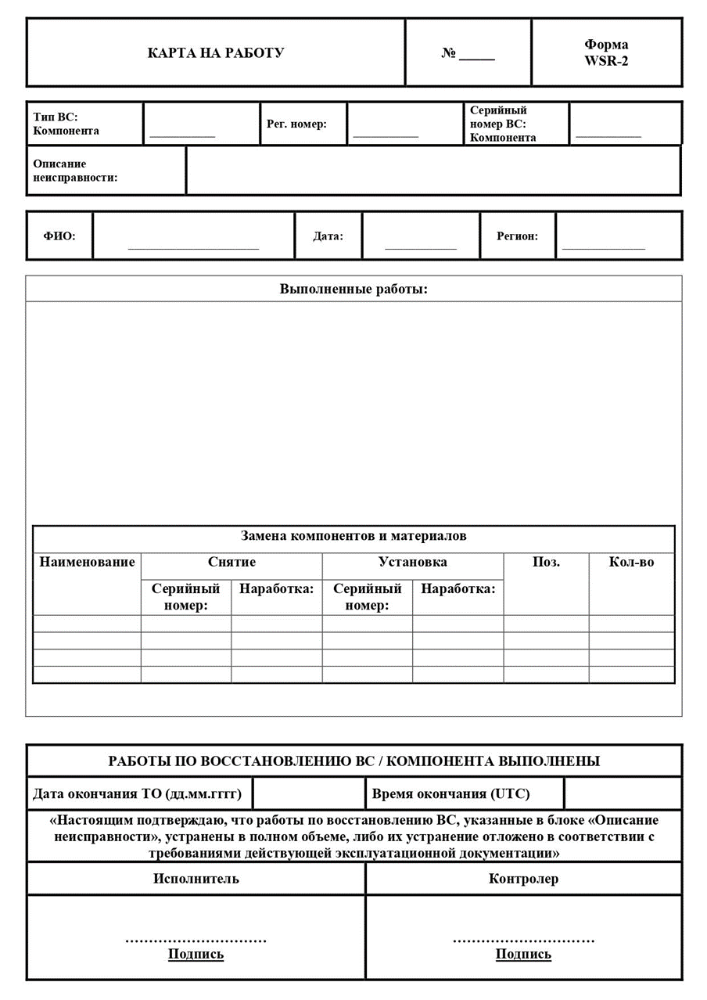 КАРТА НА РАБОТУ
№ _____
Форма
WSR-2
Тип ВС:
Компонента
___________
Рег. номер:
___________
Серийный
номер ВС:
Компонента
___________
Описание
неисправности:
ФИО:
______________________
Дата:
____________
Регион:
______________
Выполненные работы:
Замена компонентов и материалов
Наименование
Снятие
Установка
Поз.
Кол-во
Серийный
номер:
Наработка:
Серийный
номер:
Наработка:
РАБОТЫ ПО ВОССТАНОВЛЕНИЮ ВС / КОМПОНЕНТА ВЫПОЛНЕНЫ
Дата окончания ТО (дд.мм.гггг)
Время окончания (UTC)
«Настоящим подтверждаю, что работы по восстановлению ВС, указанные в блоке «Описание
неисправности», устранены в полном объеме, либо их устранение отложено в соответствии с
требованиями действующей эксплуатационной документации»
Исполнитель
Контролер
…………………………
Подпись
…………………………
Подпись